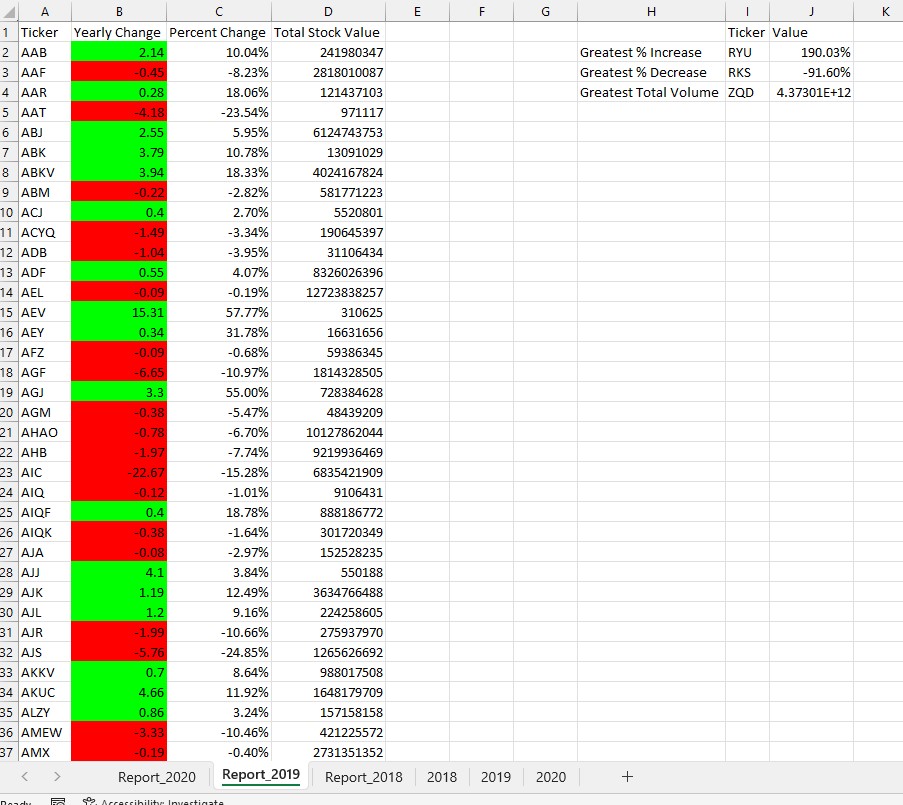 A B C D E F G H I J K
1 Ticker Yearly Change Percent Change Total Stock Value Ticker Value
2 AAB 2.14 10.04% 241980347 Greatest % Increase RYU 190.03%
3 AAF -0.45 -8.23% 2818010087 Greatest % Decrease RKS -91.60%
4 AAR 0.28 18.06% 121437103 Greatest Total Volume ZQD 4.37301E+12
5 AAT -4.18 -23.54% 971117
6 ABJ 2.55 5.95% 6124743753
7 ABK 3.79 10.78% 13091029
8 ABKV 3.94 18.33% 4024167824
9 ABM -0.22 -2.82% 581771223
10 ACJ 0.4 2.70% 5520801
11 ACYQ -1.49 -3.34% 190645397
12 ADB -1.04 -3.95% 31106434
13 ADF 0.55 4.07% 8326026396
14 AEL -0.09 -0.19% 12723838257
15 AEV 15.31 57.77% 310625
16 AEY 0.34 31.78% 16631656
17 AFZ -0.09 -0.68% 59386345
18 AGF -6.65 -10.97% 1814328505
19 AGJ 3.3 55.00% 728384628
20 AGM -0.38 -5.47% 48439209
21 AHAO -0.78 -6.70% 10127862044
22 AHB -1.97 -7.74% 9219936469
23 AIC -22.67 -15.28% 6835421909
24 AIQ -0.12 -1.01% 9106431
25 AIQF 0.4 18.78% 888186772
26 AIQK -0.38 -1.64% 301720349
27 AJA -0.08 -2.97% 152528235
28 AJJ 4.1 3.84% 550188
29 AJK 1.19 12.49% 3634766488
30 AJL 1.2 9.16% 224258605
31 AJR -1.99 -10.66% 275937970
32 AJS -5.76 -24.85% 1265626692
33 AKKV 0.7 8.64% 988017508
34 AKUC 4.66 11.92% 1648179709
35 ALZY 0.86 3.24% 157158158
36 AMEW -3.33 -10.46% 421225572
37 AMX -0.19 -0.40% 2731351352
Report_2020 Report_2019 Report_2018 2018 2019 2020 +
Ready Accessibility: Investigate